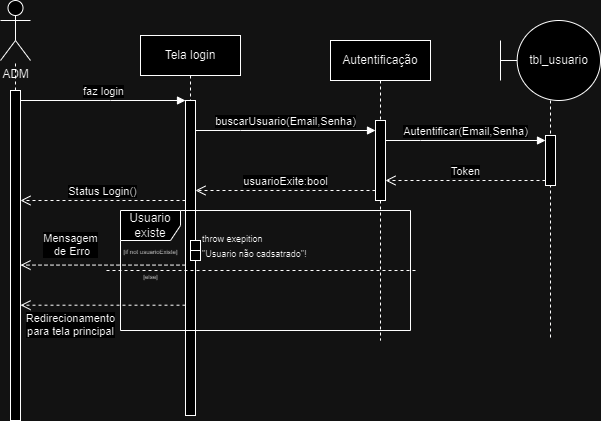 ADM
Tela login
Autentificação
tbl_usuario
faz login
buscarUsuario(Email,Senha)
Autentificar(Email,Senha)
Token
usuarioExite:bool
Status Login()
Usuario
existe
[if not usuarioExiste]
throw exepition
"Usuario não cadsatrado"!
Mensagem
de Erro
[else]
Redirecionamento
para tela principal